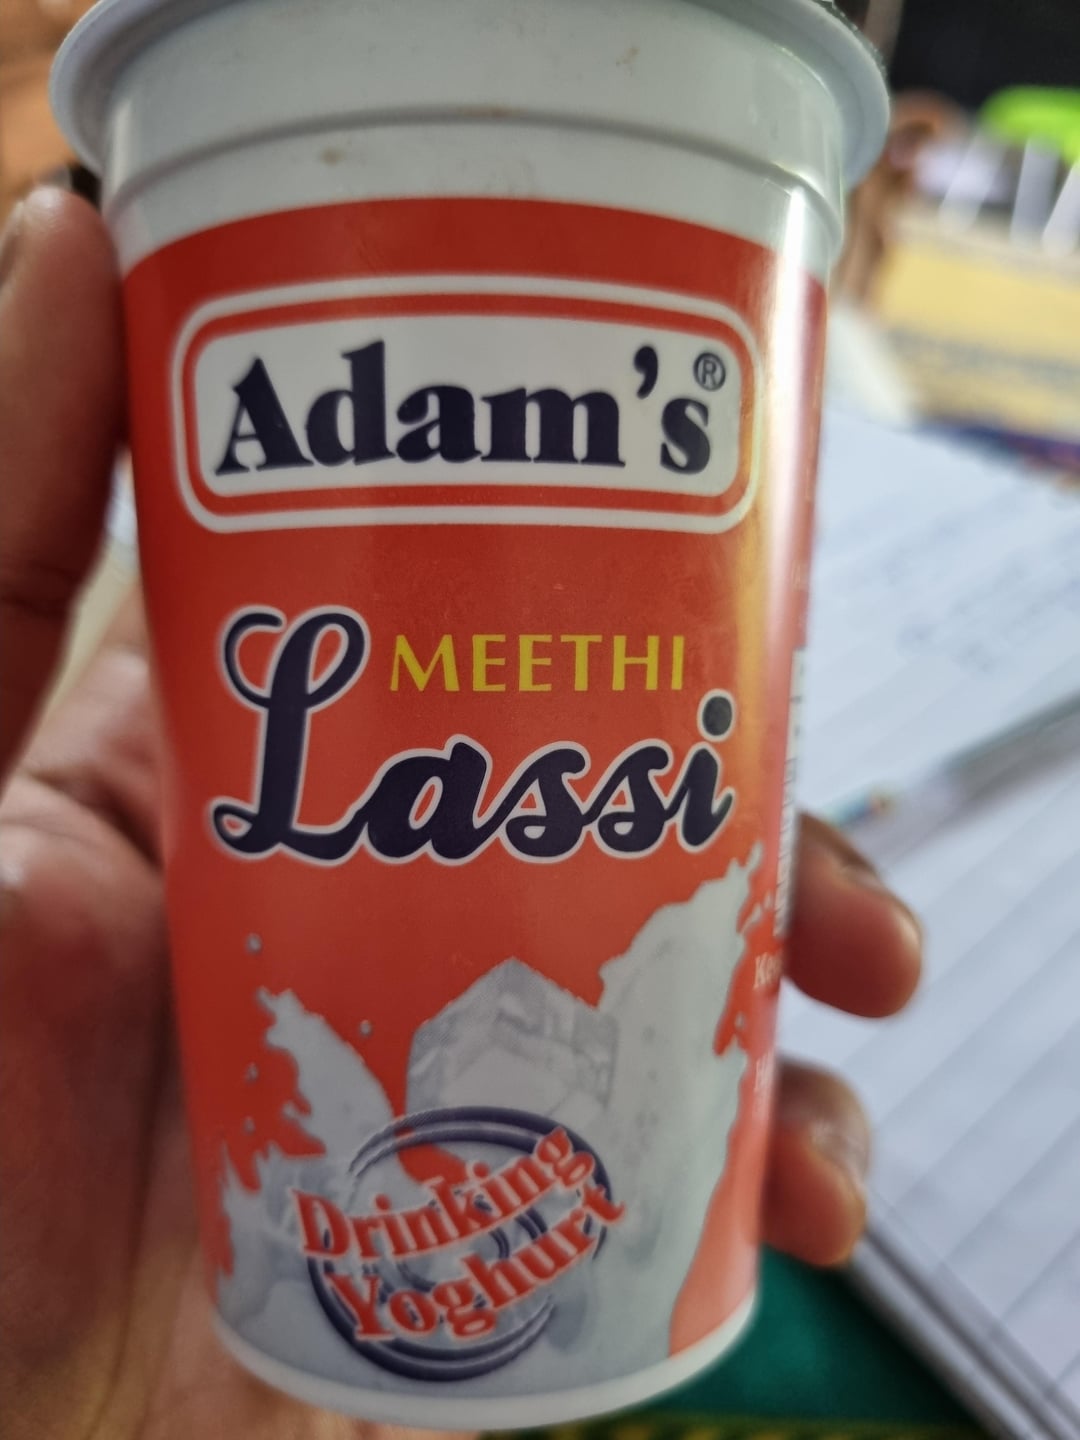 Adam's®
MEETHI
Lassi
Drinking
Yoghurt